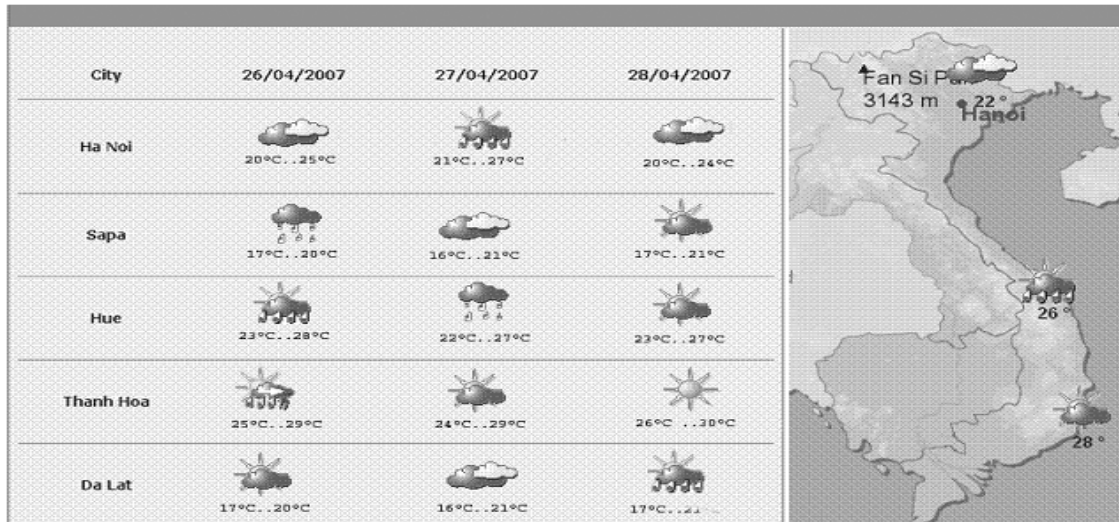 City 26/04/2007 27/04/2007 28/04/2007
Ha Noi
20°C..25°C 21°C..27°C 20°C..24°C
Sapa
17°C..20°C 16°C..21°C 17°C..21°C
Hue
23°C..28°C 22°C..27°C 23°C..27°C
Thanh Hoa
25°C..29°C 24°C..29°C 26°C ..30°C
Da Lat
17°C..20°C 16°C..21°C 17°C..
Fan Si
3143 m
22°
Hanoi
26°
28°